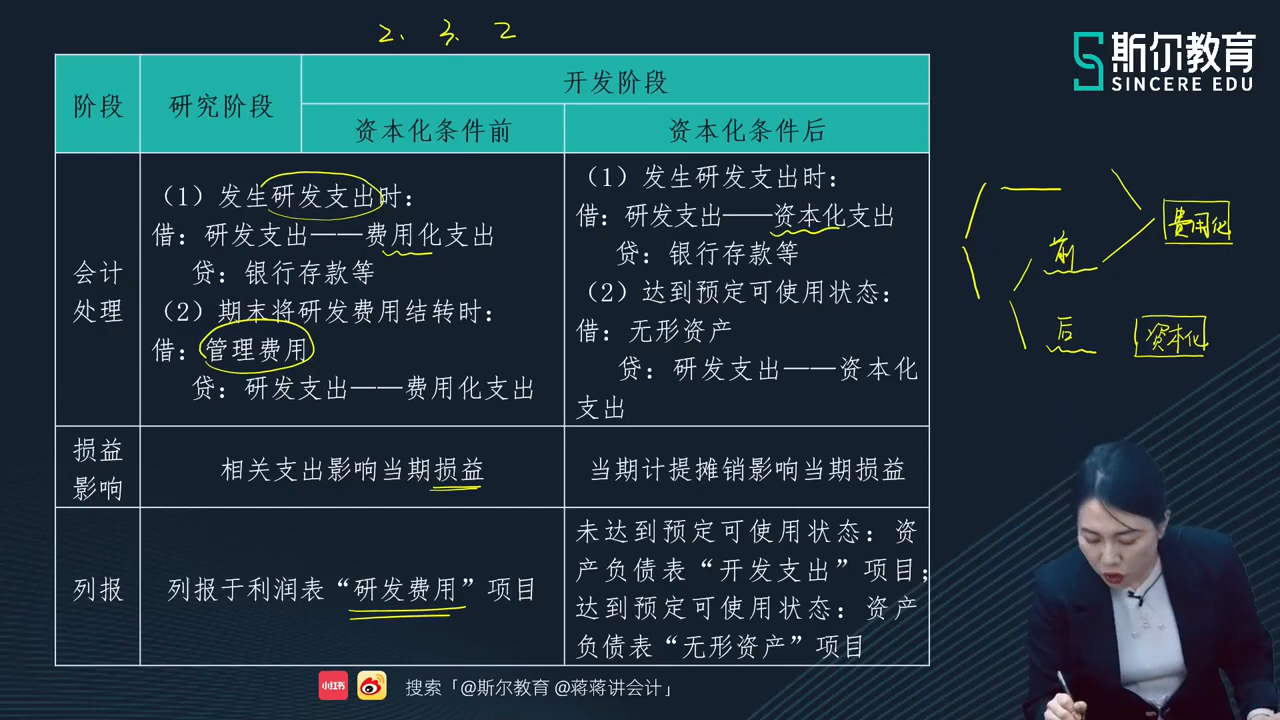 2. 3. 2
斯尔教育
SINCERE EDU
阶段
研究阶段
开发阶段
资本化条件前
资本化条件后
会计
处理
（1）发生研发支出时：
借：研发支出——费用化支出
贷：银行存款等
（2）期末将研发费用结转时：
借：管理费用
贷：研发支出——费用化支出
（1）发生研发支出时：
借：研发支出——资本化支出
贷：银行存款等
（2）达到预定可使用状态：
借：无形资产
贷：研发支出——资本化
支出
损益
影响
相关支出影响当期损益
当期计提摊销影响当期损益
列报
列报于利润表“研发费用”项目
未达到预定可使用状态：资
产负债表“开发支出”项目；
达到预定可使用状态：资产
负债表“无形资产”项目
前
费用化
后
资本化
小红书
搜索「@斯尔教育 @蒋蒋讲会计」